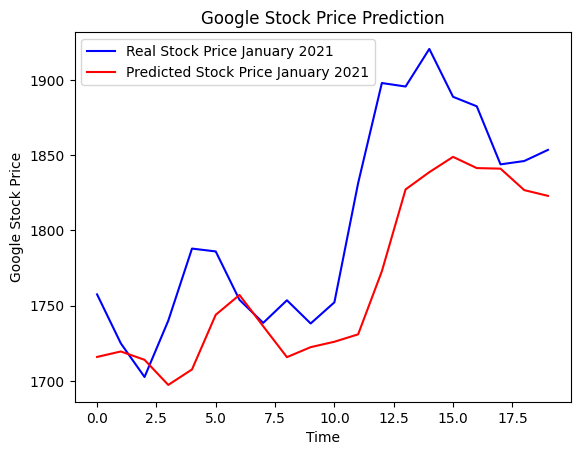 Google Stock Price Prediction
Real Stock Price January 2021
Predicted Stock Price January 2021
Google Stock Price
1900
1850
1800
1750
1700
0.0 2.5 5.0 7.5 10.0 12.5 15.0 17.5
Time